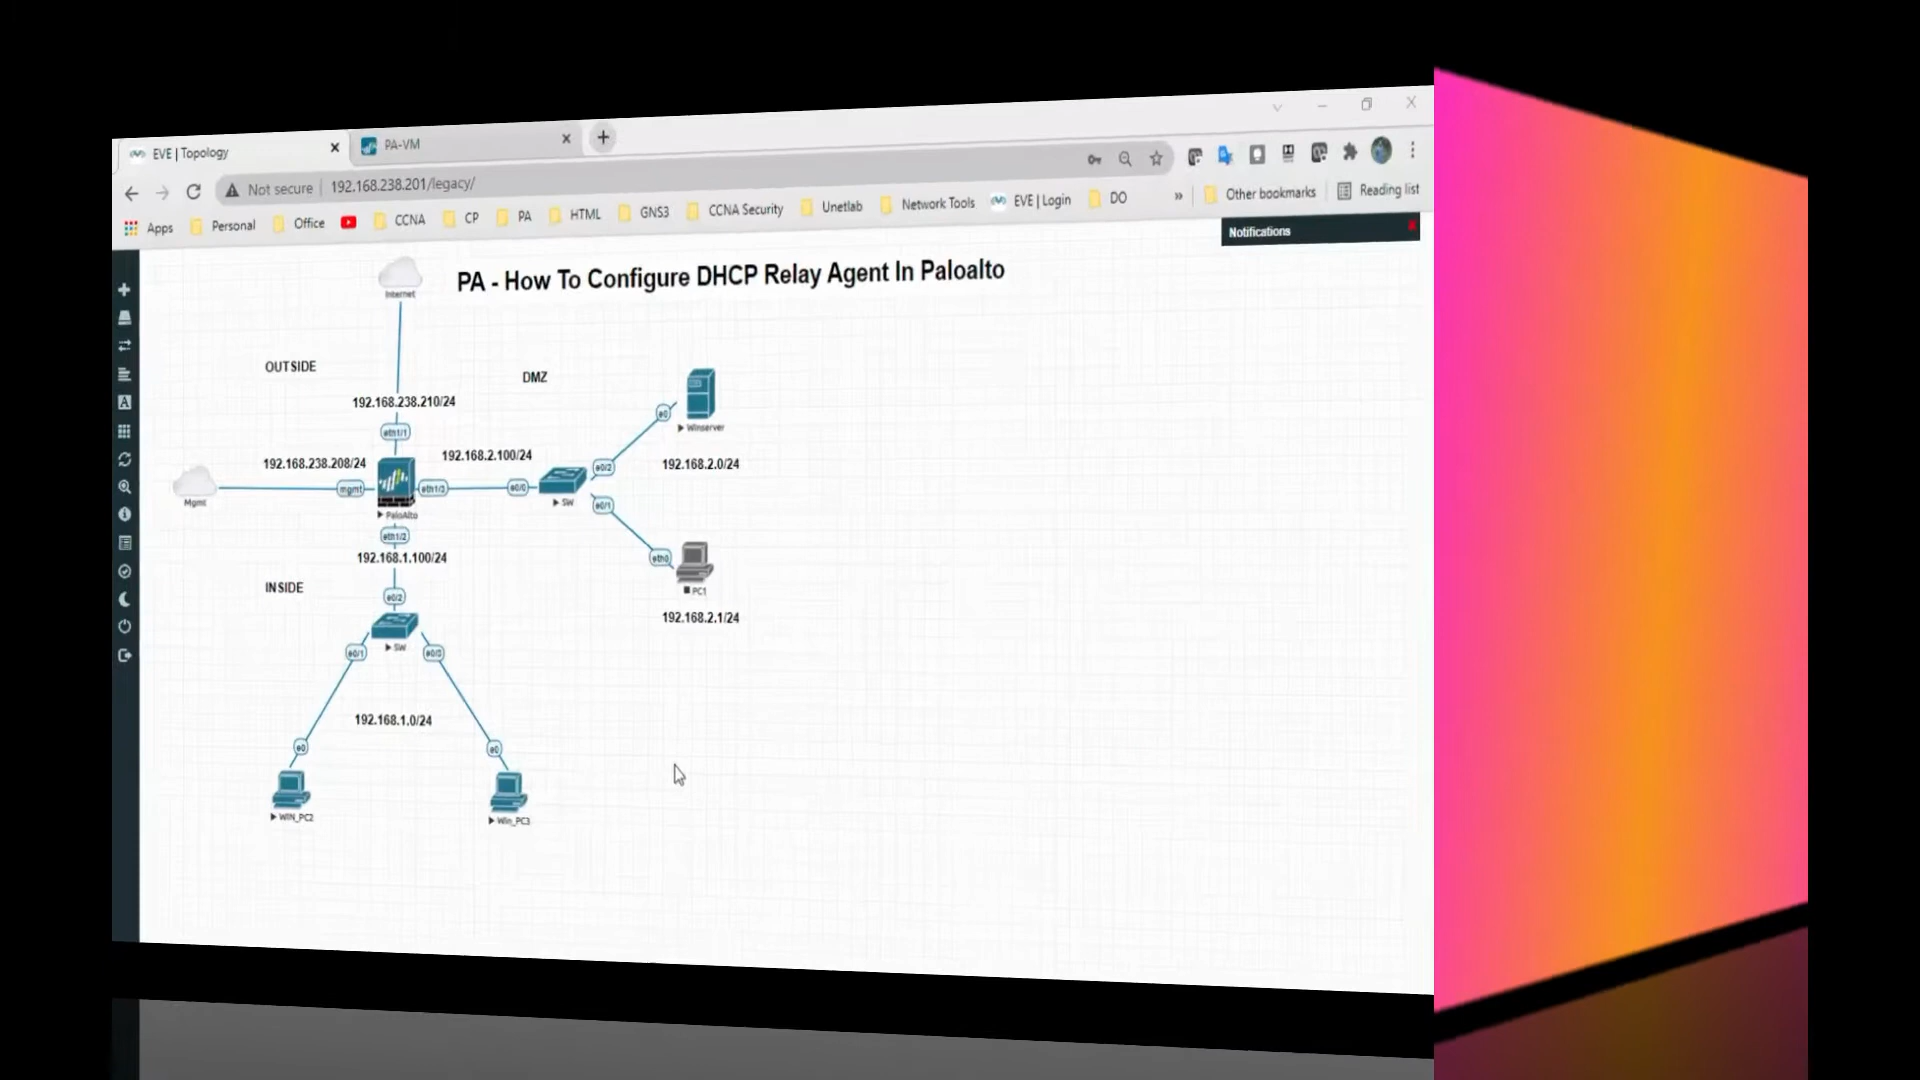 EVE | Topology
PA-VM
Not secure
192.168.238.201/legacy/
Apps
Personal
Office
CCNA
CP
PA
HTML
GNS3
CCNA Security
Unetlab
Network Tools
EVE | Login
DO
»
Other bookmarks
Reading list
Notifications
PA - How To Configure DHCP Relay Agent In Paloalto
Internet
OUTSIDE
DMZ
192.168.238.210/24
eth1/1
e0
Winserver
192.168.238.208/24
192.168.2.100/24
192.168.2.0/24
e0/2
Mgmt
mgmt
PaloAlto
eth1/3
e0/0
SW
e0/1
eth1/2
192.168.1.100/24
eth0
PC1
INSIDE
e0/2
192.168.2.1/24
SW
e0/1
192.168.1.0/24
e0
e0
WIN_PC2
Win_PC3